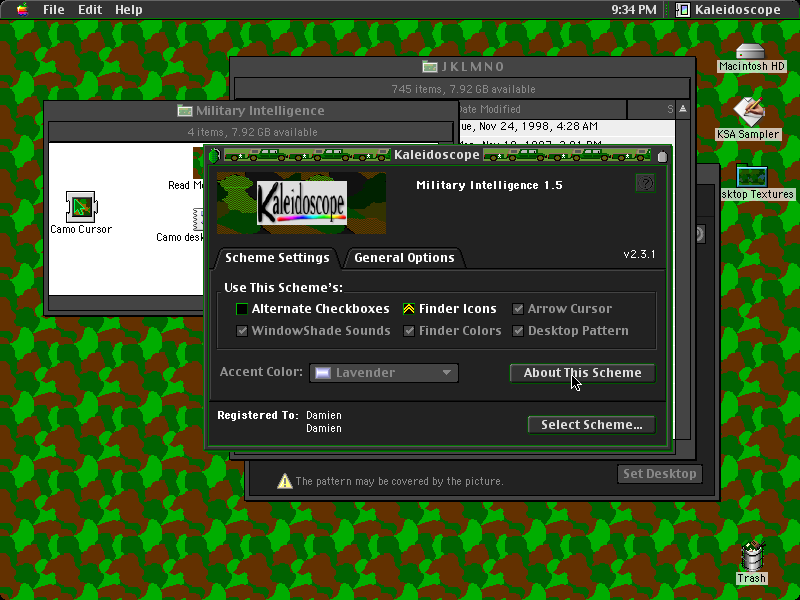 File Edit Help 9:34 PM Kaleidoscope
Macintosh HD
KSA Sampler
sktop Textures
Trash
J K L M N O
745 items, 7.92 GB available
ate Modified S
ue, Nov 24, 1998, 4:28 AM
Military Intelligence
4 items, 7.92 GB available
Read M
Camo Cursor
Camo desk
Kaleidoscope
Kaleidoscope
Military Intelligence 1.5
?
Scheme Settings General Options v2.3.1
Use This Scheme's:
Alternate Checkboxes Finder Icons Arrow Cursor
WindowShade Sounds Finder Colors Desktop Pattern
Accent Color: Lavender About This Scheme
Registered To: Damien
Damien
Select Scheme...
The pattern may be covered by the picture. Set Desktop